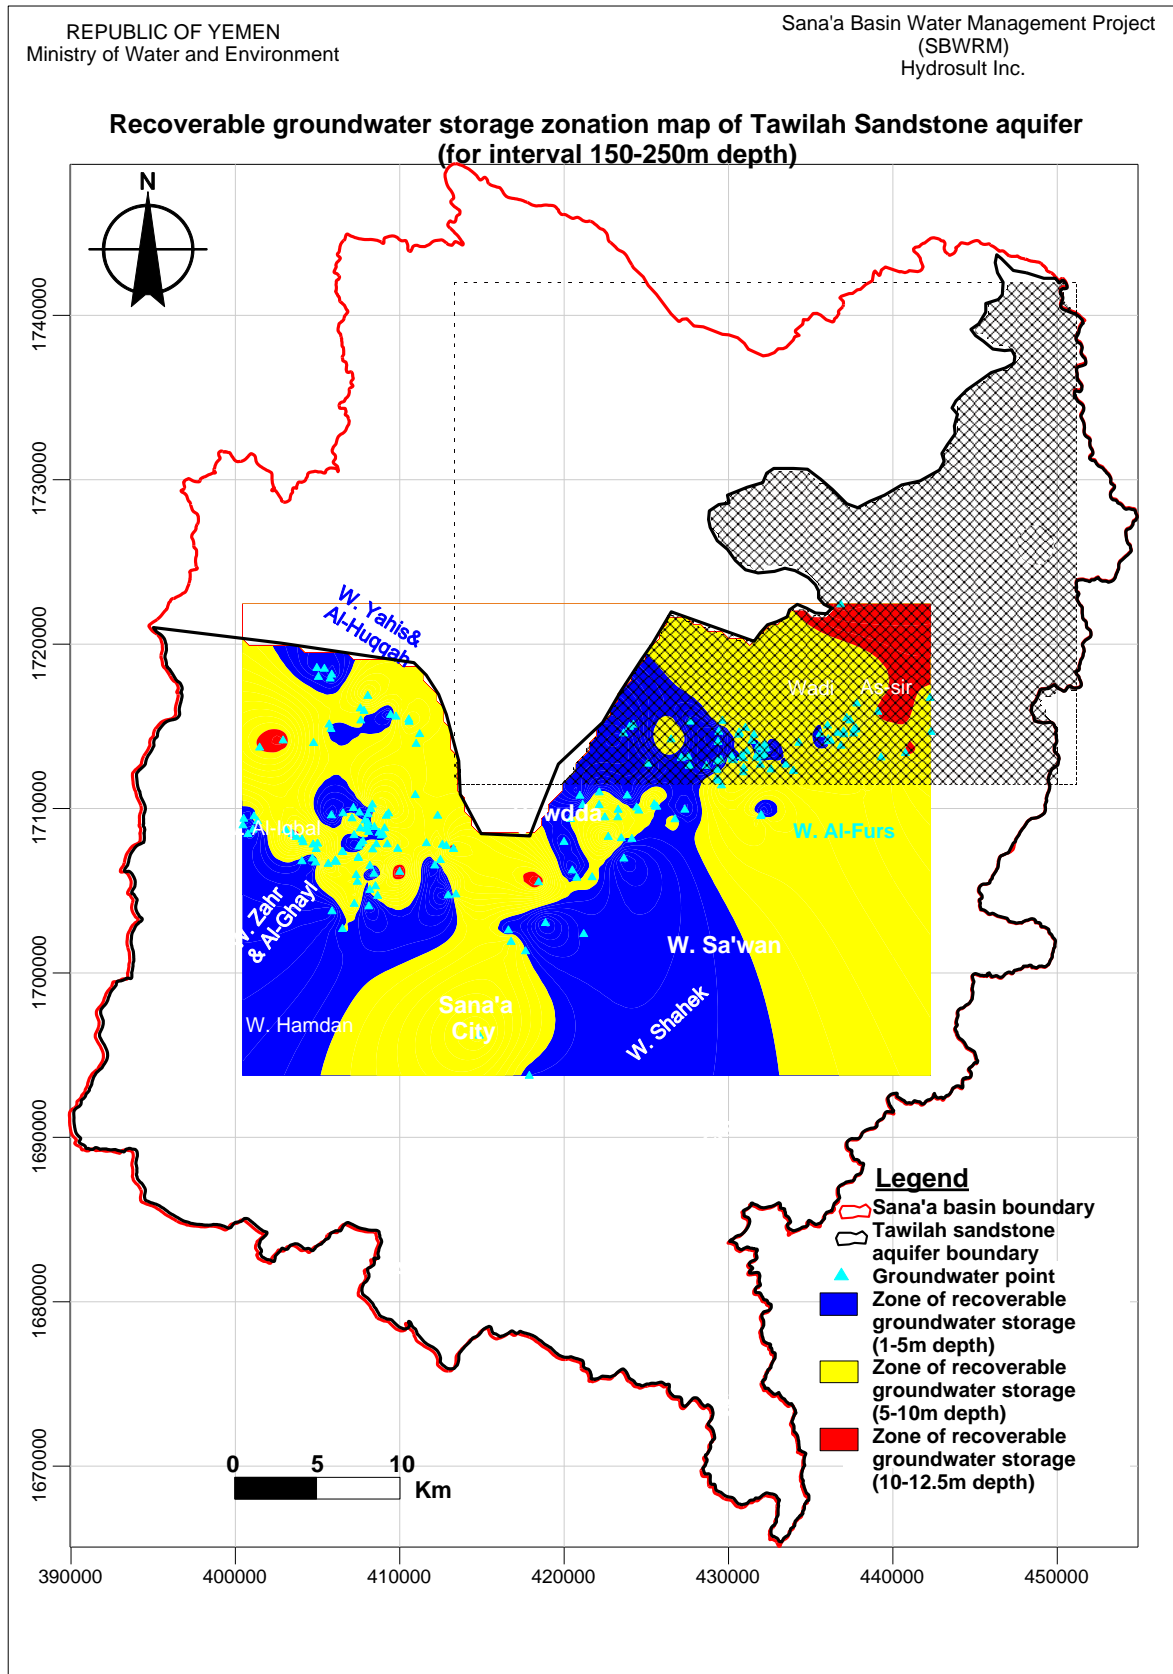 REPUBLIC OF YEMEN
Ministry of Water and Environment
Sana'a Basin Water Management Project
(SBWRM)
Hydrosult Inc.
Recoverable groundwater storage zonation map of Tawilah Sandstone aquifer
(for interval 150-250m depth)
N
1740000
1730000
1720000
1710000
1700000
1690000
1680000
1670000
W. Yahis&
Al-Huqqah
Wadi As-sir
W. Al-Furs
Al-Iqbal
W. Zahr
& Al-Ghayl
W. Sa'wan
Sana'a
City
W. Hamdan
W. Shahek
Legend
Sana'a basin boundary
Tawilah sandstone
aquifer boundary
Groundwater point
Zone of recoverable
groundwater storage
(1-5m depth)
Zone of recoverable
groundwater storage
(5-10m depth)
Zone of recoverable
groundwater storage
(10-12.5m depth)
0 5 10
Km
390000 400000 410000 420000 430000 440000 450000